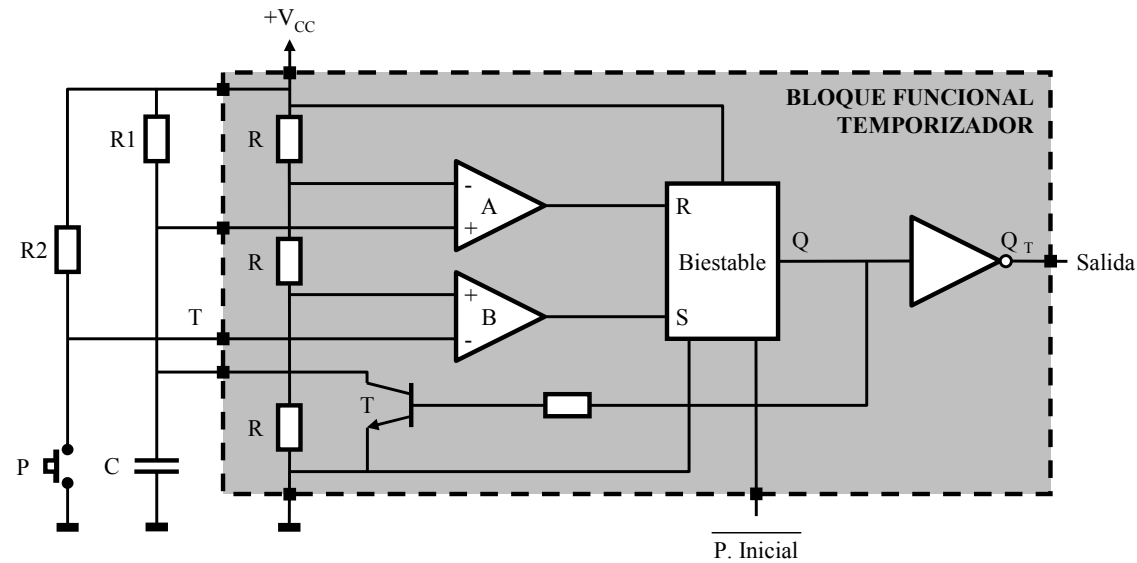 +VCC
BLOQUE FUNCIONAL
TEMPORIZADOR
R1
R
-
A
+
R
Q
QT
Salida
R2
R
Biestable
+
B
-
S
T
T
R
P
C
P. Inicial